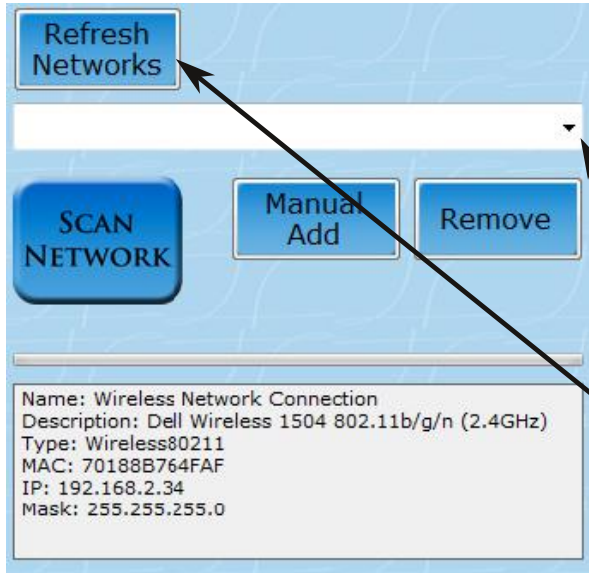 Refresh
Networks
SCAN
NETWORK
Manual
Add
Remove
Name: Wireless Network Connection
Description: Dell Wireless 1504 802.11b/g/n (2.4GHz)
Type: Wireless80211
MAC: 70188B764FAF
IP: 192.168.2.34
Mask: 255.255.255.0